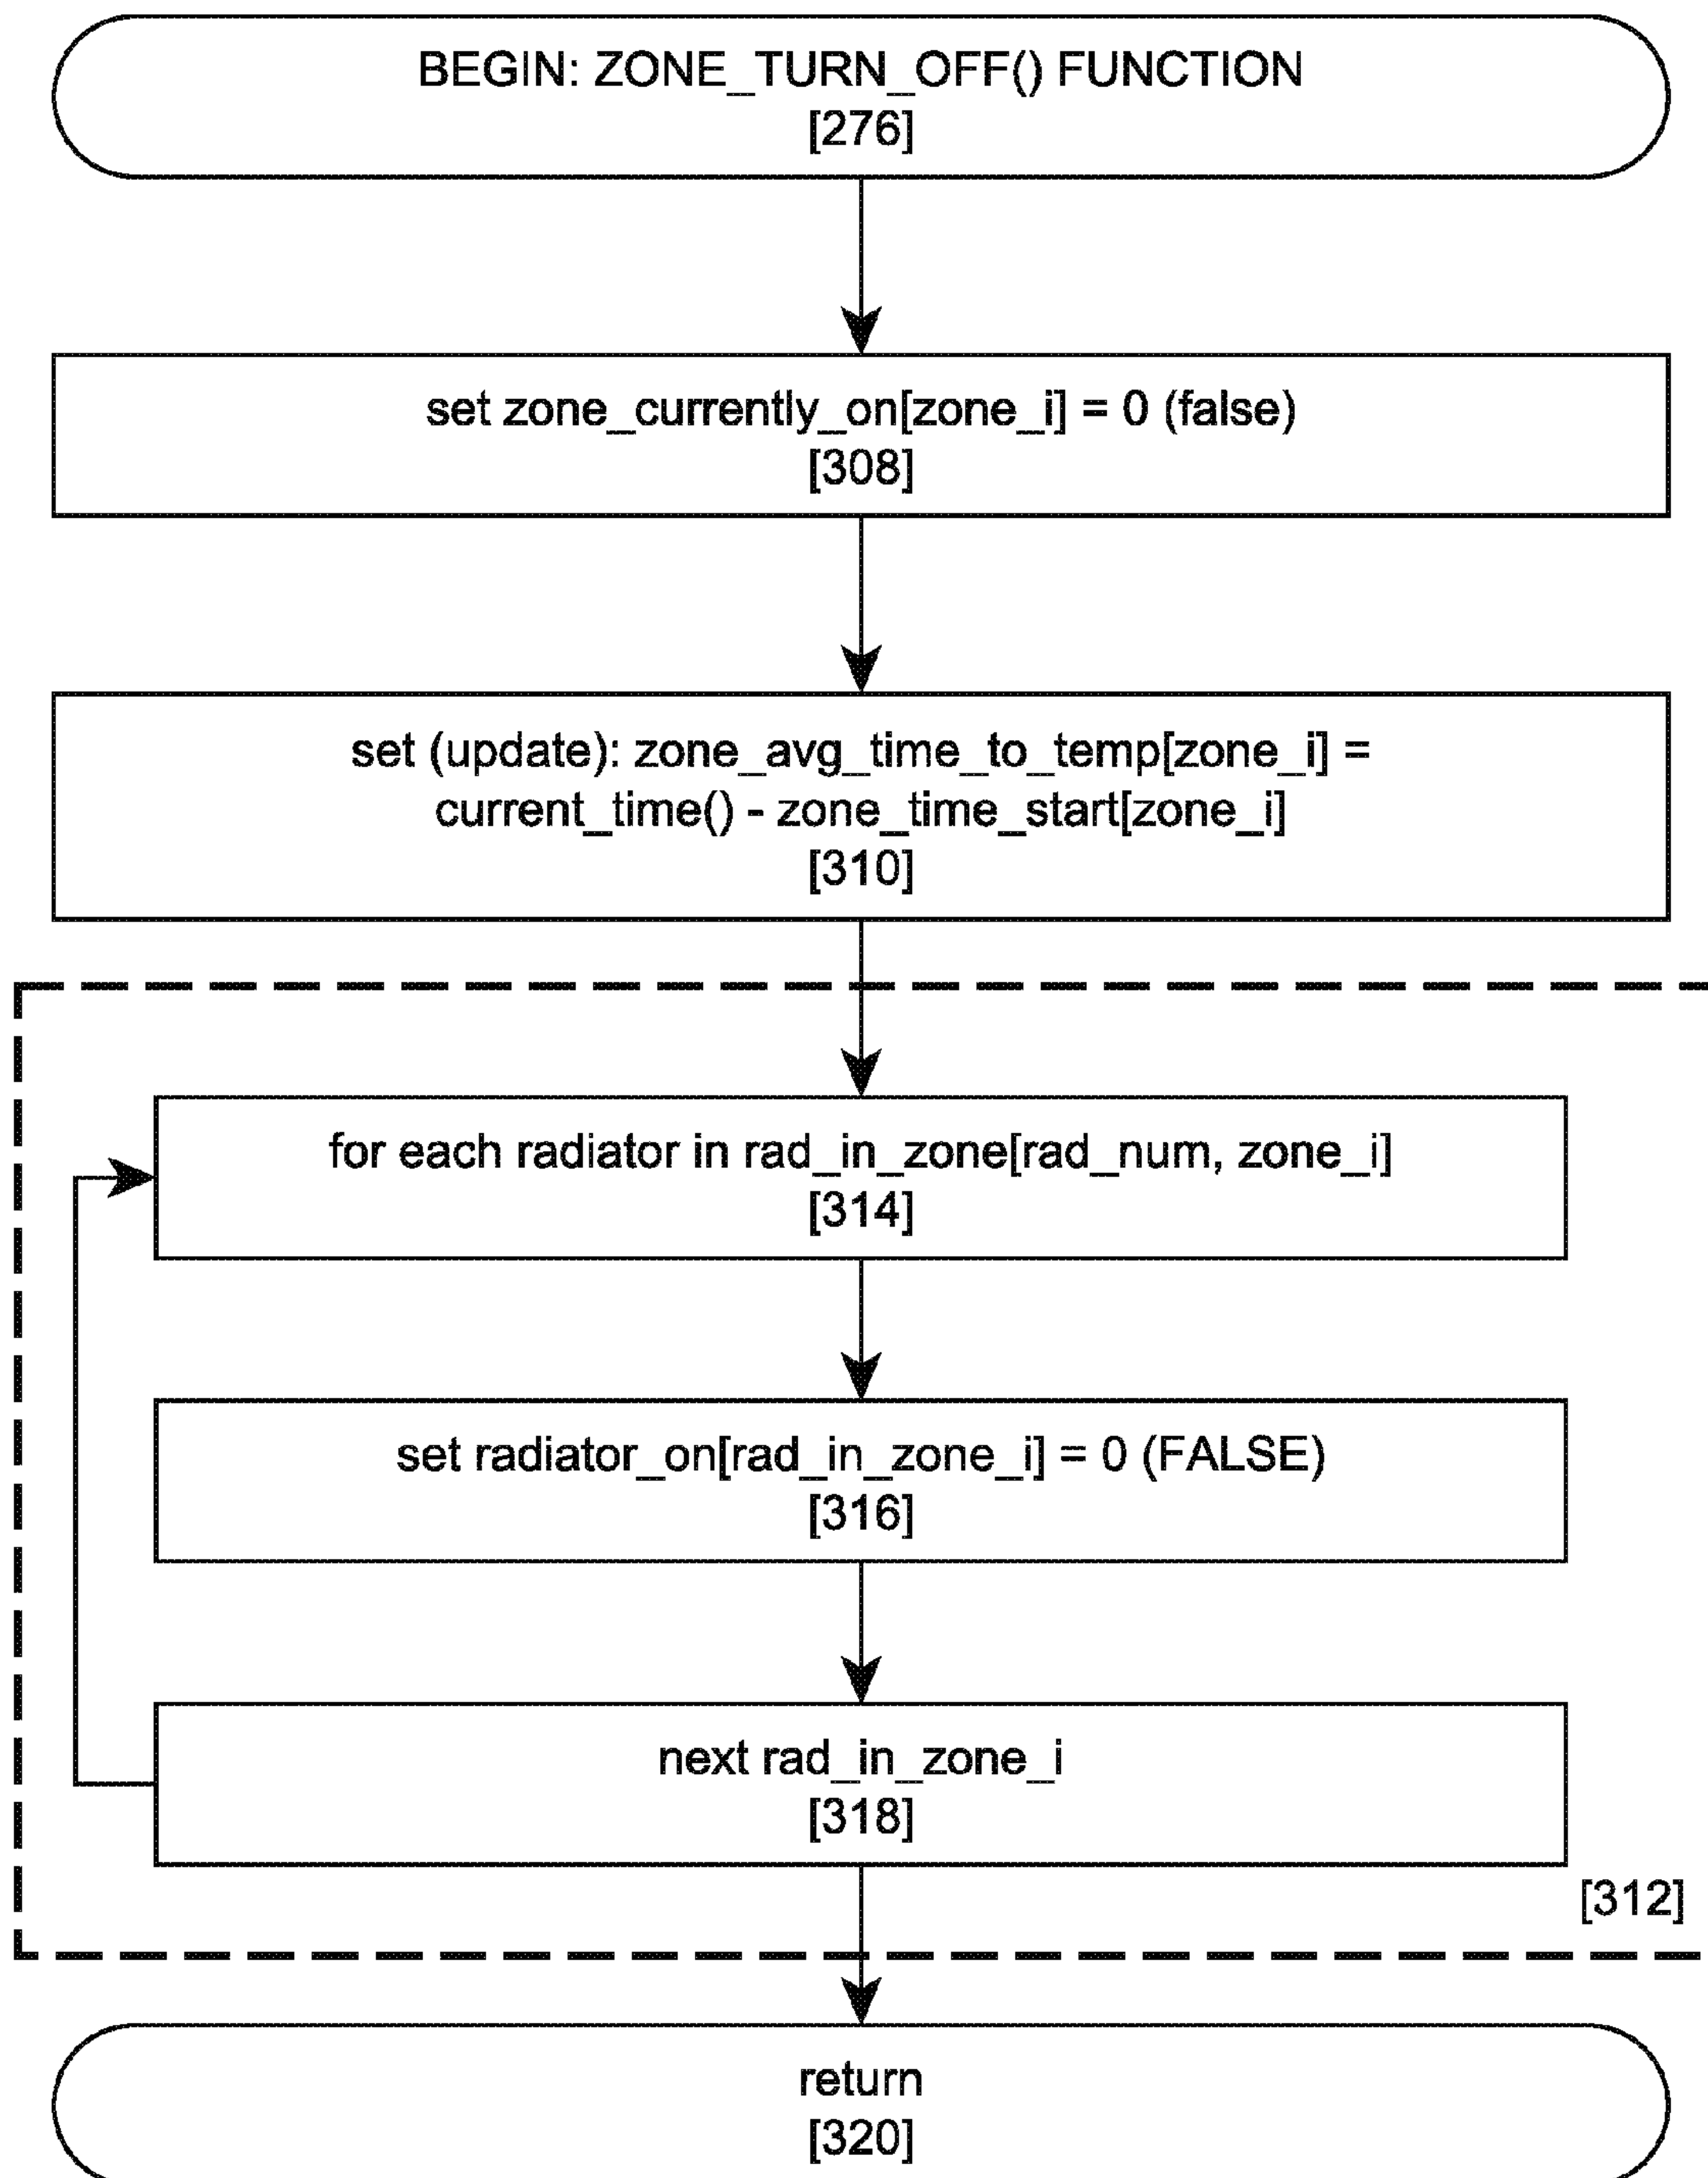 BEGIN: ZONE_TURN_OFF() FUNCTION
[276]
set zone_currently_on[zone_i] = 0 (false)
[308]
set (update): zone_avg_time_to_temp[zone_i] =
current_time() - zone_time_start[zone_i]
[310]
for each radiator in rad_in_zone[rad_num, zone_i]
[314]
set radiator_on[rad_in_zone_i] = 0 (FALSE)
[316]
next rad_in_zone_i
[318]
[312]
return
[320]